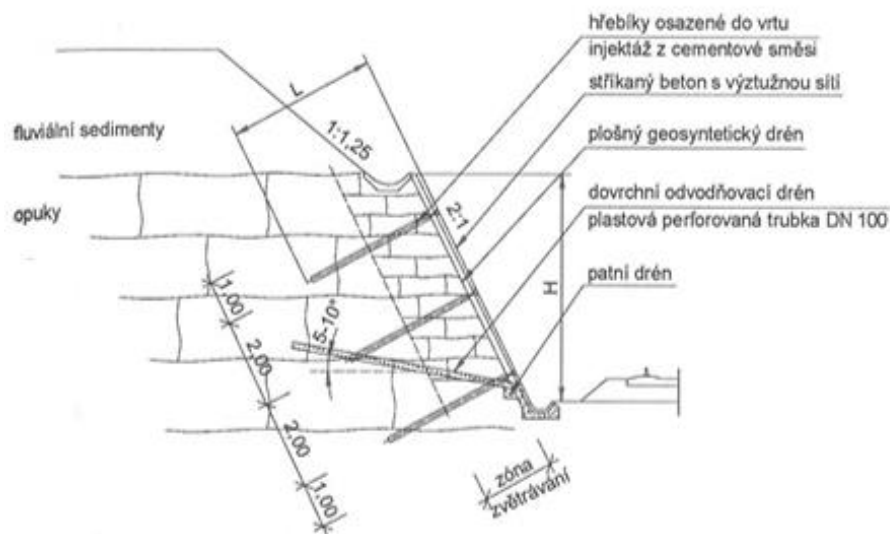 hřebíky osazené do vrtu
injektáž z cementové směsi
stříkaný beton s výztužnou sítí
plošný geosyntetický drén
dovrchní odvodňovací drén
plastová perforovaná trubka DN 100
patní drén
fluviální sedimenty
opuky
L
1:1,25
2:1
H
5-10°
1,00
2,00
2,00
1,00
zóna
zvětrávání